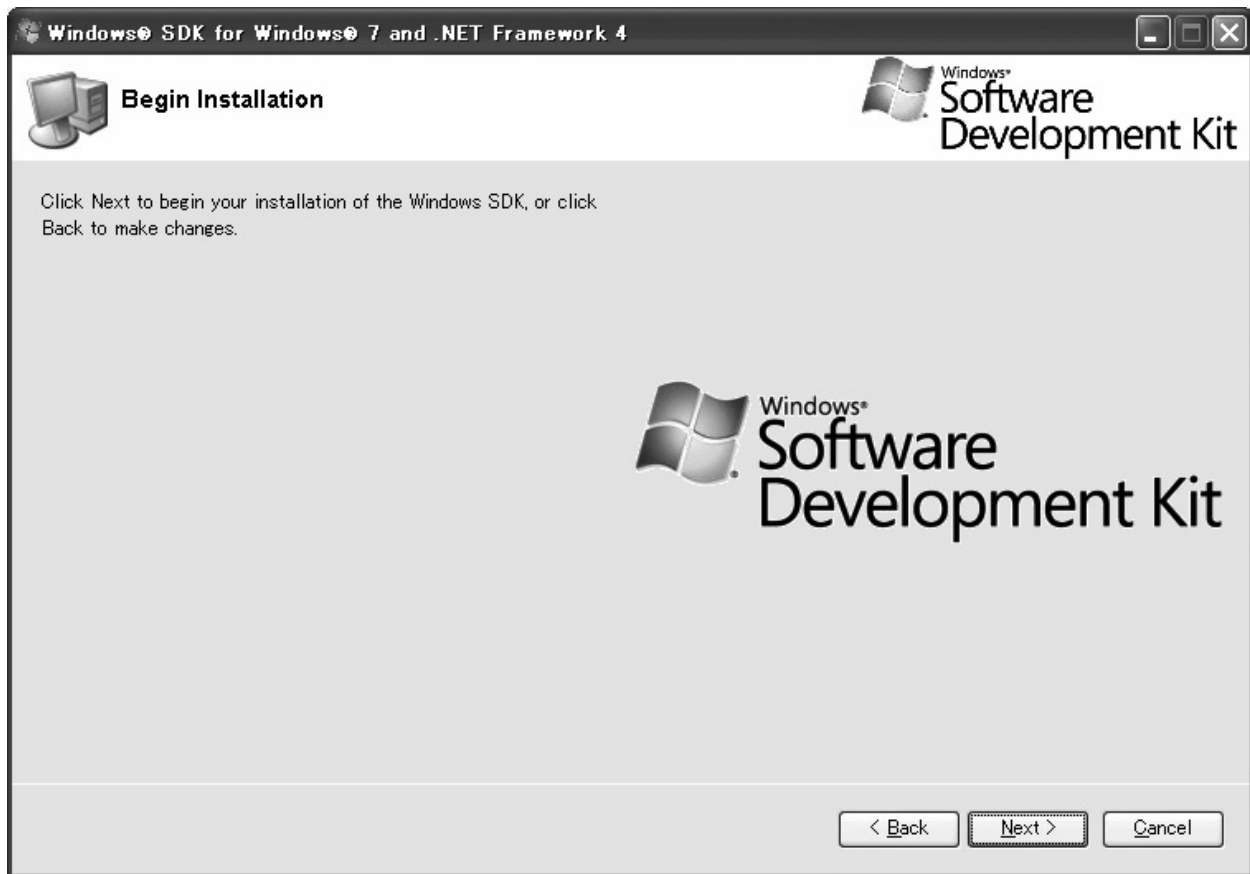 Windows® SDK for Windows® 7 and .NET Framework 4
Begin Installation
Windows®
Software
Development Kit
Click Next to begin your installation of the Windows SDK, or click
Back to make changes.
Windows®
Software
Development Kit
< Back
Next >
Cancel